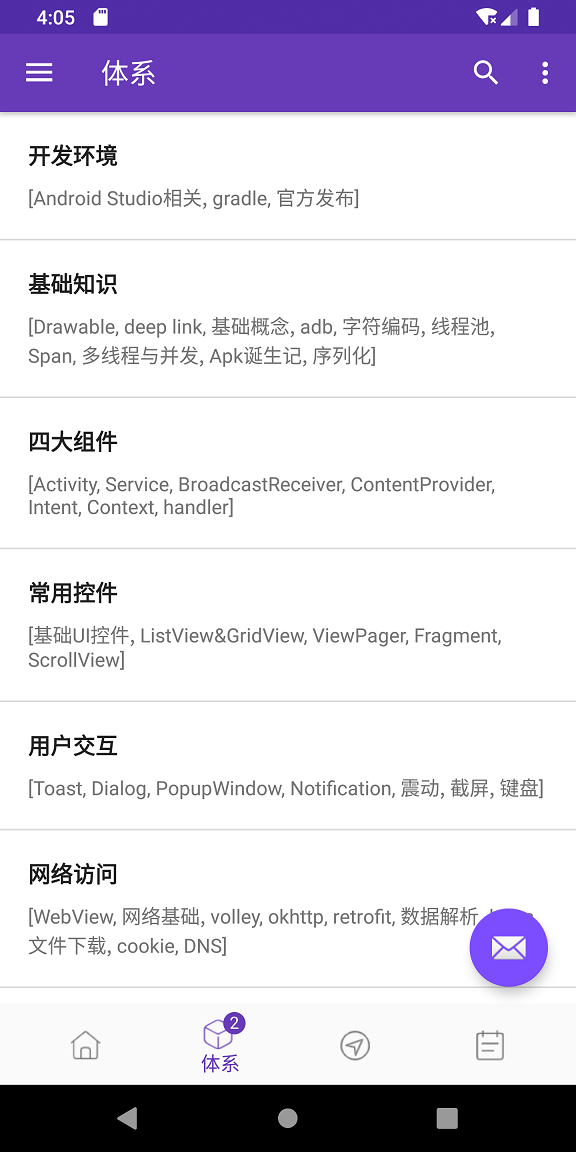 4:05
体系
开发环境
[Android Studio相关, gradle, 官方发布]
基础知识
[Drawable, deep link, 基础概念, adb, 字符编码, 线程池,
Span, 多线程与并发, Apk诞生记, 序列化]
四大组件
[Activity, Service, BroadcastReceiver, ContentProvider,
Intent, Context, handler]
常用控件
[基础UI控件, ListView&GridView, ViewPager, Fragment,
ScrollView]
用户交互
[Toast, Dialog, PopupWindow, Notification, 震动, 截屏, 键盘]
网络访问
[WebView, 网络基础, volley, okhttp, retrofit, 数据解析,
文件下载, cookie, DNS]
2
体系